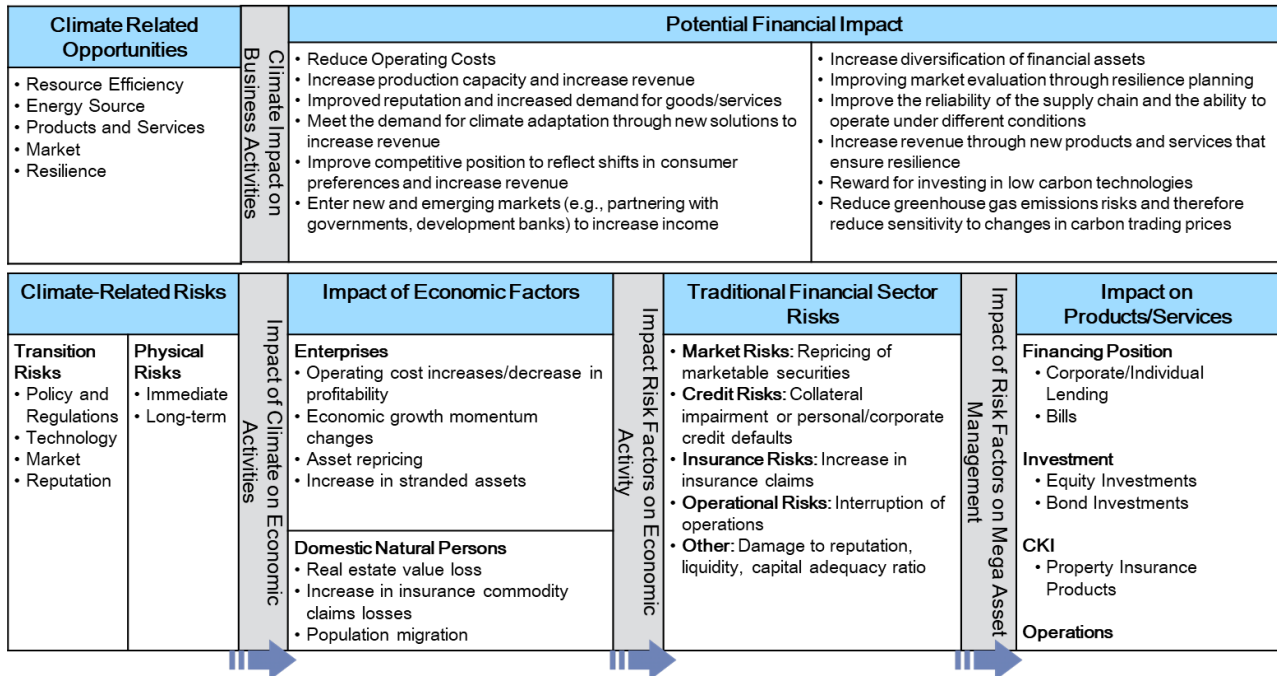 Climate Related
Opportunities
• Resource Efficiency
• Energy Source
• Products and Services
• Market
• Resilience
Climate Impact on
Business Activities
Potential Financial Impact
• Reduce Operating Costs
• Increase production capacity and increase revenue
• Improved reputation and increased demand for goods/services
• Meet the demand for climate adaptation through new solutions to
increase revenue
• Improve competitive position to reflect shifts in consumer
preferences and increase revenue
• Enter new and emerging markets (e.g., partnering with
governments, development banks) to increase income
• Increase diversification of financial assets
• Improving market evaluation through resilience planning
• Improve the reliability of the supply chain and the ability to
operate under different conditions
• Increase revenue through new products and services that
ensure resilience
• Reward for investing in low carbon technologies
• Reduce greenhouse gas emissions risks and therefore
reduce sensitivity to changes in carbon trading prices
Climate-Related Risks
Transition
Risks
• Policy and
Regulations
• Technology
• Market
• Reputation
Physical
Risks
• Immediate
• Long-term
Impact of Climate on Economic
Activities
Impact of Economic Factors
Enterprises
• Operating cost increases/decrease in
profitability
• Economic growth momentum
changes
• Asset repricing
• Increase in stranded assets
Domestic Natural Persons
• Real estate value loss
• Increase in insurance commodity
claims losses
• Population migration
Impact Risk Factors on Economic
Activity
Traditional Financial Sector
Risks
• Market Risks: Repricing of
marketable securities
• Credit Risks: Collateral
impairment or personal/corporate
credit defaults
• Insurance Risks: Increase in
insurance claims
• Operational Risks: Interruption of
operations
• Other: Damage to reputation,
liquidity, capital adequacy ratio
Impact of Risk Factors on Mega Asset
Management
Impact on
Products/Services
Financing Position
• Corporate/Individual
Lending
• Bills
Investment
• Equity Investments
• Bond Investments
CKI
• Property Insurance
Products
Operations